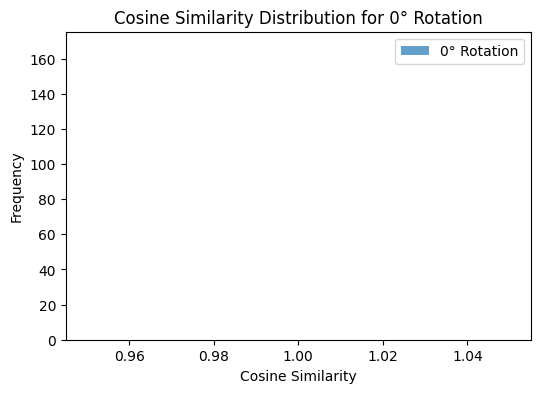 Cosine Similarity Distribution for 0° Rotation
0° Rotation
160
140
120
100
80
60
40
20
0
Frequency
0.96 0.98 1.00 1.02 1.04
Cosine Similarity